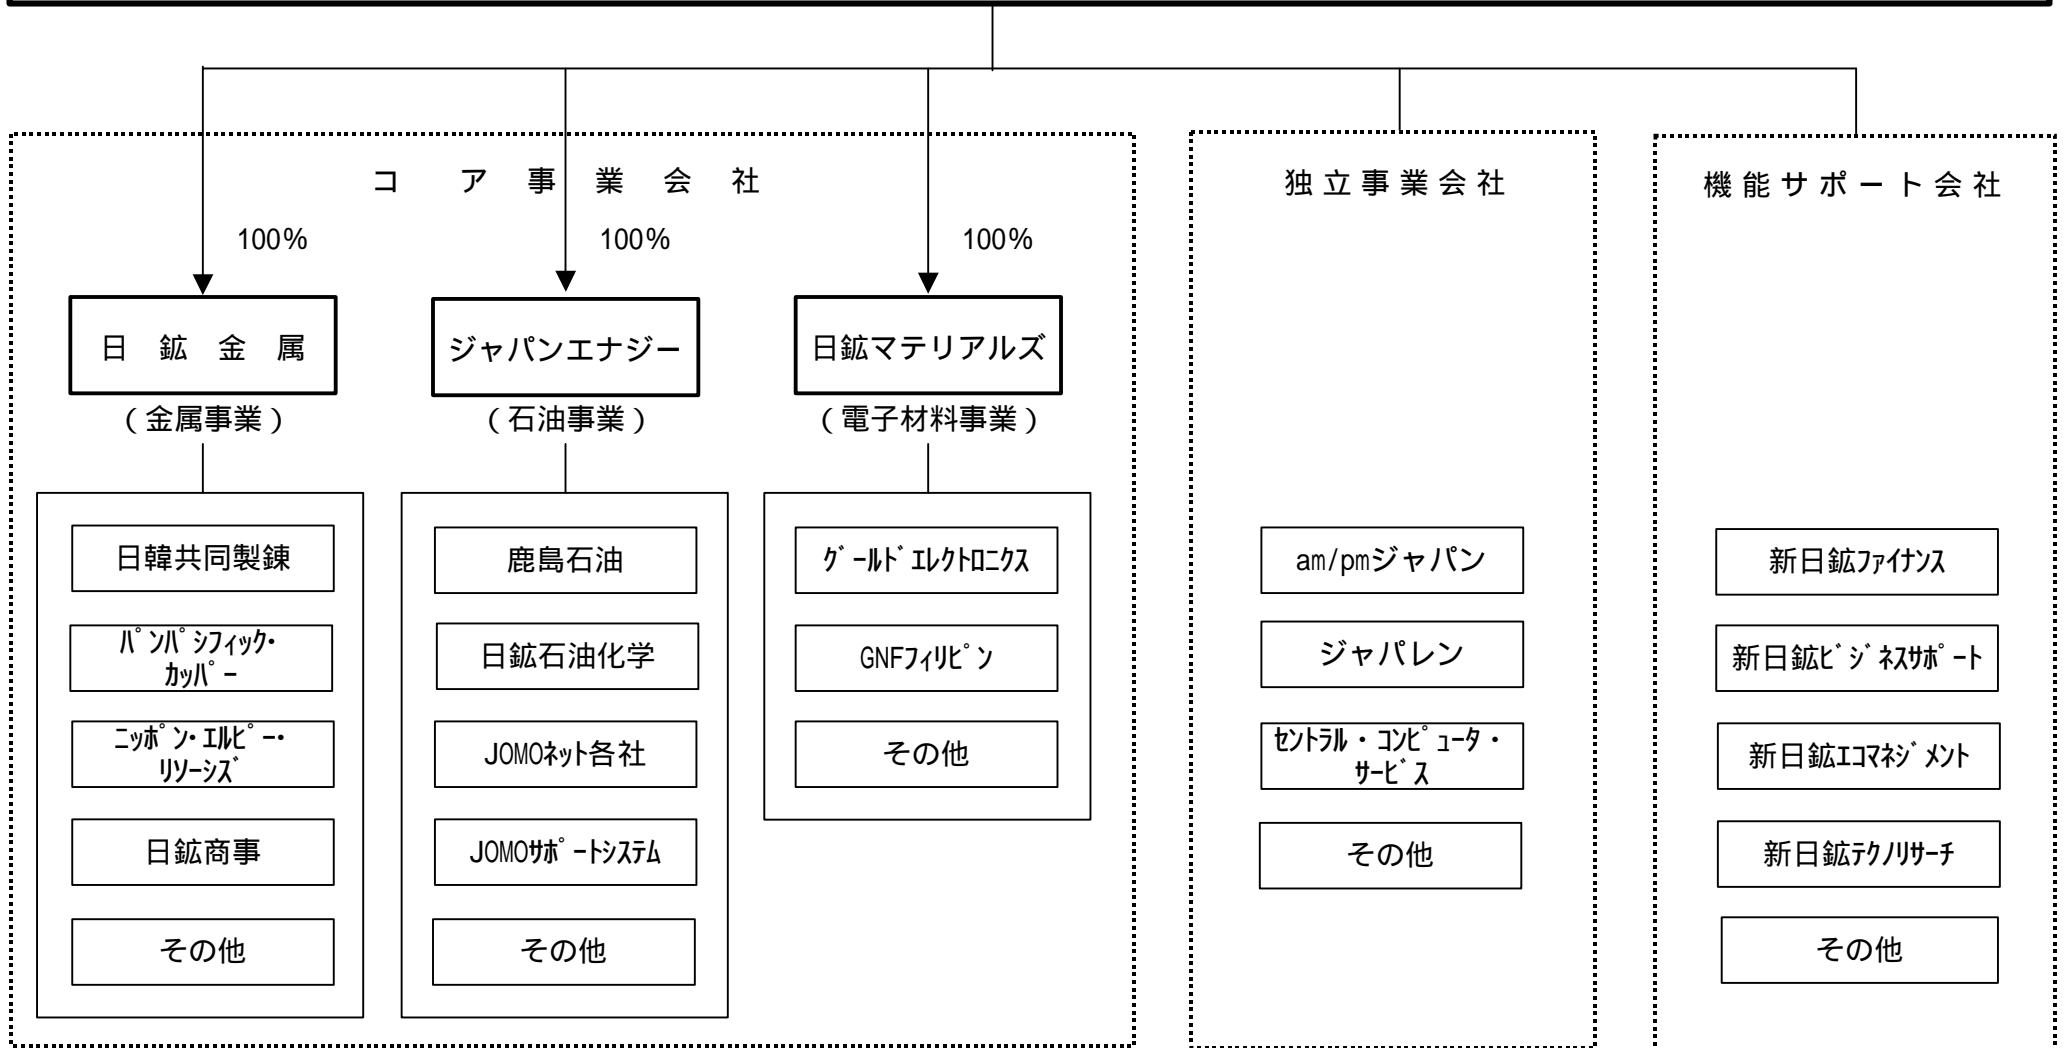 コア事業会社
独立事業会社
機能サポート会社
100%
100%
100%
日鉱金属
ジャパンエナジー
日鉱マテリアルズ
(金属事業)
(石油事業)
(電子材料事業)
日韓共同製錬
パンパシフィック・
カッパー
ニッポン・エルピー・
リソーシズ
日鉱商事
その他
鹿島石油
日鉱石油化学
JOMOネット各社
JOMOサポートシステム
その他
グールドエレクトロニクス
GNFフィリピン
その他
am/pmジャパン
ジャパレン
セントラル・コンピュータ・
サービス
その他
新日鉱ファイナンス
新日鉱ビジネスサポート
新日鉱エコマネジメント
新日鉱テクノリサーチ
その他